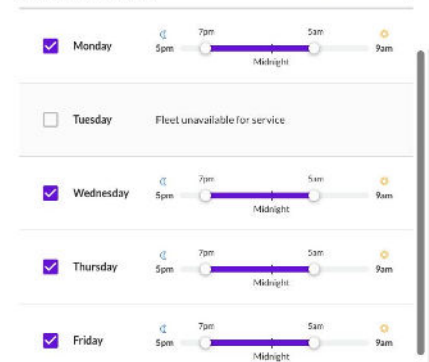 7pm 5am
Monday 5pm 9am
Midnight
Tuesday Fleet unavailable for service
7pm 5am
Wednesday 5pm 9am
Midnight
7pm 5am
Thursday 5pm 9am
Midnight
7pm 5am
Friday 5pm 9am
Midnight